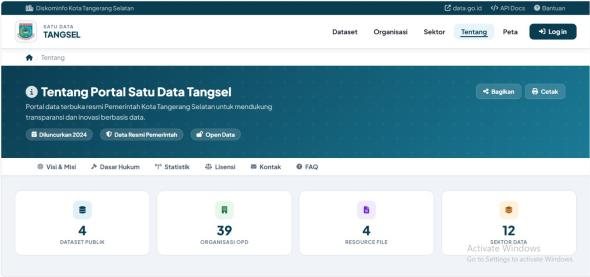 Diskominfo Kota Tangerang Selatan
data.go.id API Docs Bantuan
SATU DATA
TANGSEL
Dataset Organisasi Sektor Tentang Peta Login
Tentang
Tentang Portal Satu Data Tangsel
Bagikan Cetak
Portal data terbuka resmi Pemerintah Kota Tangerang Selatan untuk mendukung
transparansi dan inovasi berbasis data.
Diluncurkan 2024 Data Resmi Pemerintah Open Data
Visi & Misi Dasar Hukum Statistik Lisensi Kontak FAQ
4
DATASET PUBLIK
39
ORGANISASI OPD
4
RESOURCE FILE
12
SEKTOR DATA
Activate Windows
Go to Settings to activate Windows.